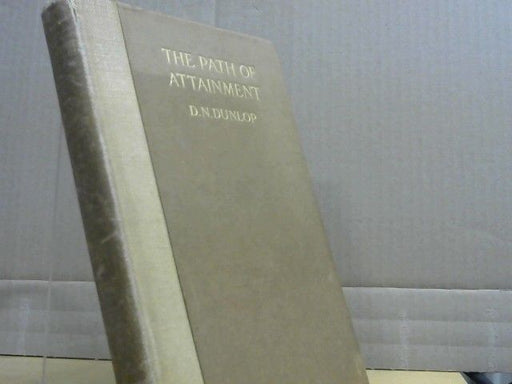 THE PATH OF
ATTAINMENT
D.N.DUNLOP